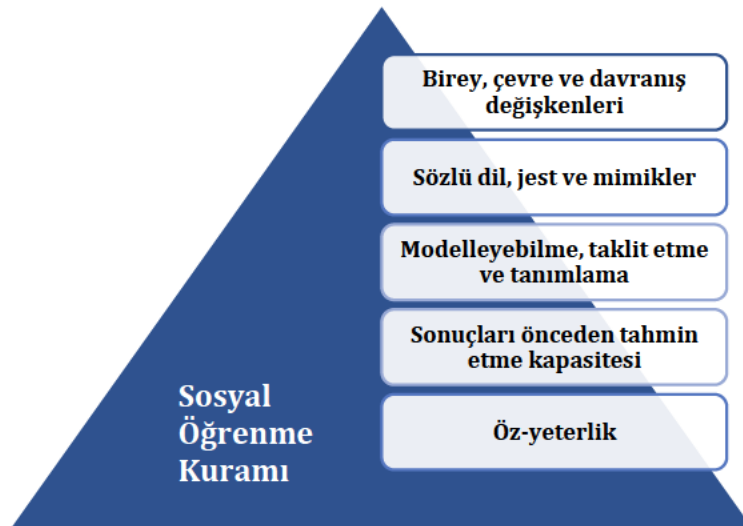 Birey, çevre ve davranış
değişkenleri
Sözlü dil, jest ve mimikler
Modelleyebilme, taklit etme
ve tanımlama
Sonuçları önceden tahmin
etme kapasitesi
Öz-yeterlik
Sosyal
Öğrenme
Kuramı